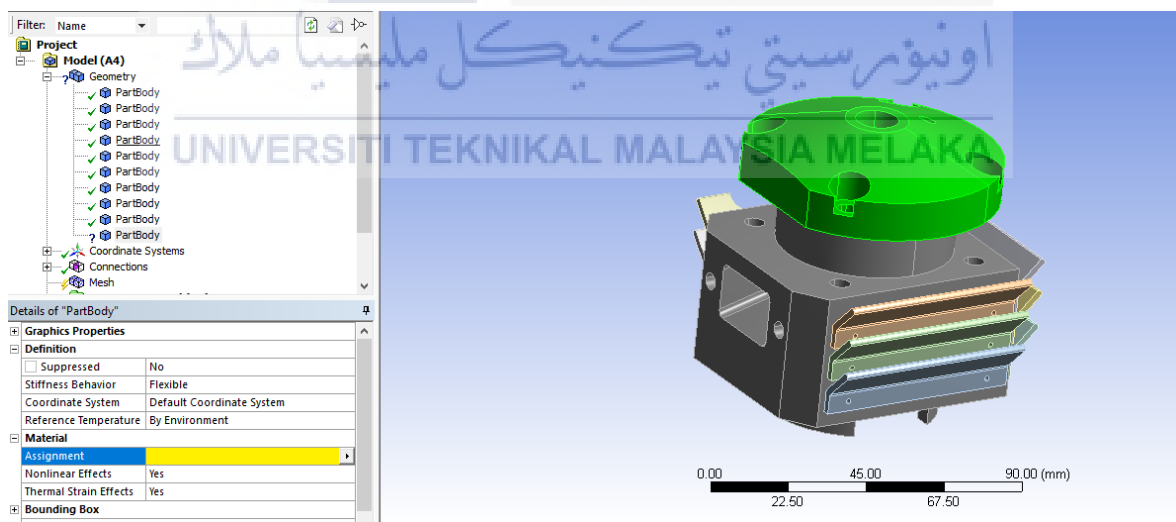 Filter: Name
Project
Model (A4)
Geometry
PartBody
PartBody
PartBody
PartBody
PartBody
PartBody
PartBody
PartBody
PartBody
PartBody
Coordinate Systems
Connections
Mesh
Details of "PartBody"
Graphics Properties
Definition
Suppressed No
Stiffness Behavior Flexible
Coordinate System Default Coordinate System
Reference Temperature By Environment
Material
Assignment
Nonlinear Effects Yes
Thermal Strain Effects Yes
Bounding Box
اونيۏرسيتي تيكنيكل مليسيا ملاك
UNIVERSITI TEKNIKAL MALAYSIA MELAKA
0.00 45.00 90.00 (mm)
22.50 67.50